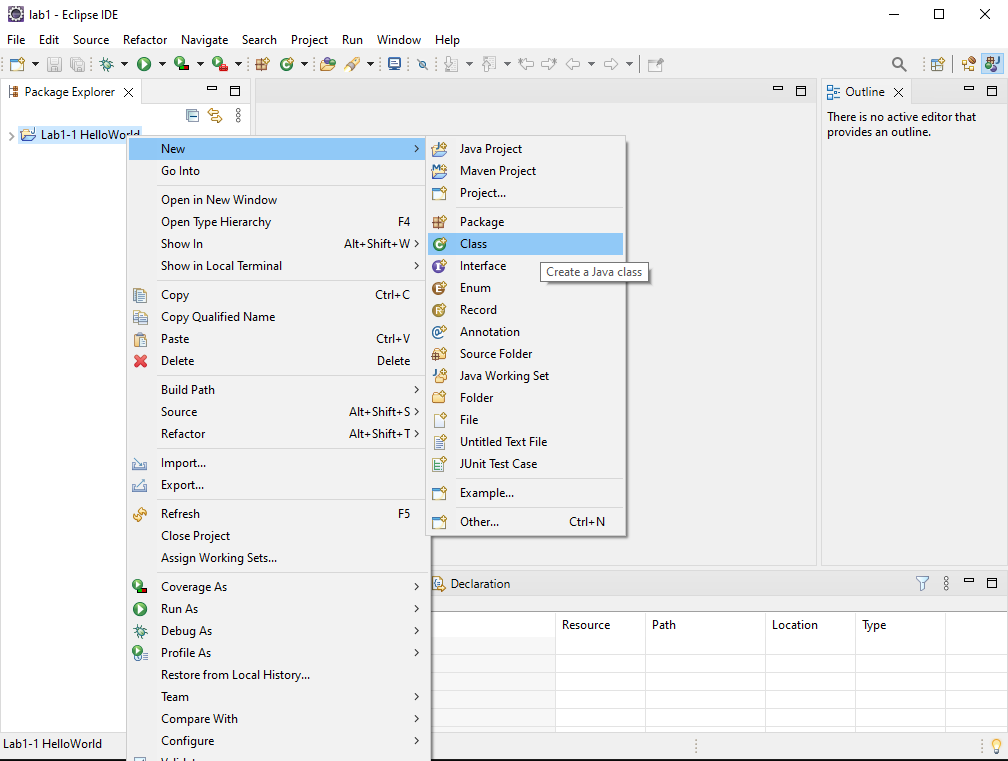 lab1 - Eclipse IDE
File Edit Source Refactor Navigate Search Project Run Window Help
Package Explorer
Lab1-1 HelloWorld
New
Go Into
Open in New Window
Open Type Hierarchy F4
Show In Alt+Shift+W
Show in Local Terminal
Copy Ctrl+C
Copy Qualified Name
Paste Ctrl+V
Delete Delete
Build Path
Source Alt+Shift+S
Refactor Alt+Shift+T
Import...
Export...
Refresh F5
Close Project
Assign Working Sets...
Coverage As
Run As
Debug As
Profile As
Restore from Local History...
Team
Compare With
Configure
Java Project
Maven Project
Project...
Package
Class
Interface
Create a Java class
Enum
Record
Annotation
Source Folder
Java Working Set
Folder
File
Untitled Text File
JUnit Test Case
Example...
Other... Ctrl+N
Outline
There is no active editor that
provides an outline.
Declaration
Resource Path Location Type
Lab1-1 HelloWorld